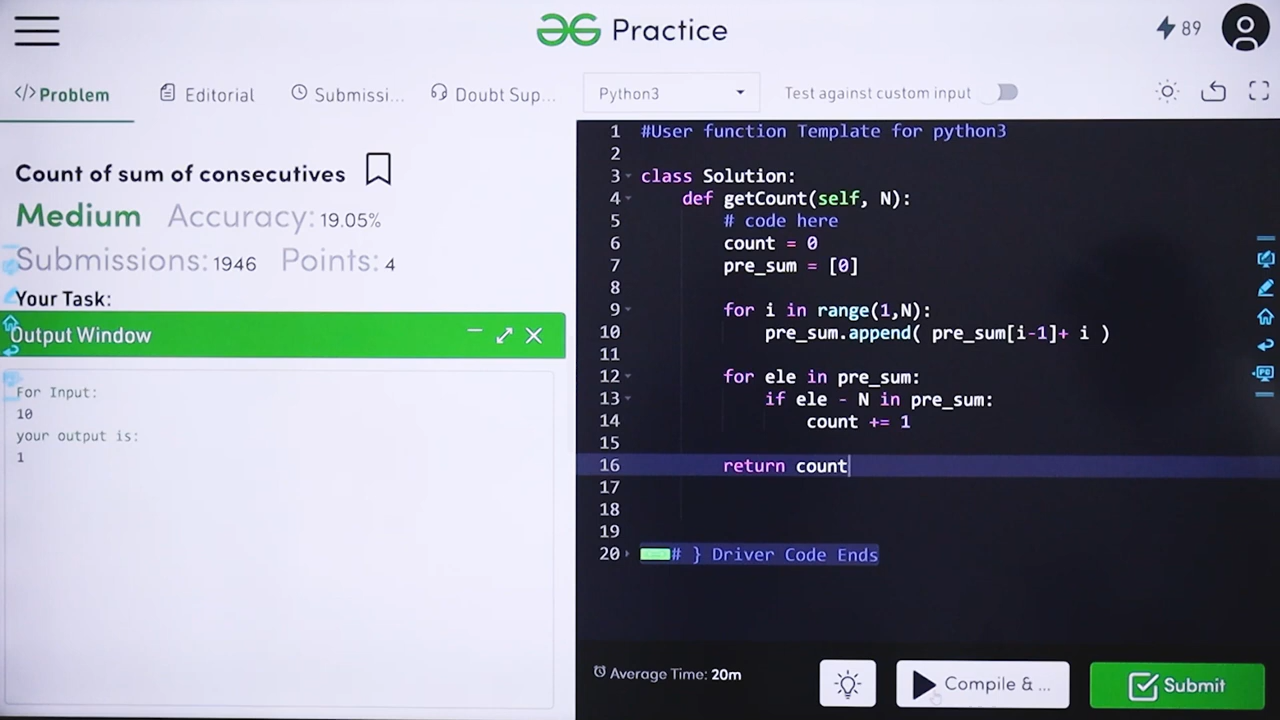 Practice
89
</> Problem
Editorial
Submissi...
Doubt Sup...
Python3
Test against custom input
Count of sum of consecutives
Medium Accuracy: 19.05%
Submissions: 1946 Points: 4
Your Task:
Output Window
For Input:
10
your output is:
1
1 #User function Template for python3
2
3 class Solution:
4 def getCount(self, N):
5 # code here
6 count = 0
7 pre_sum = [0]
8
9 for i in range(1,N):
10 pre_sum.append( pre_sum[i-1]+ i )
11
12 for ele in pre_sum:
13 if ele - N in pre_sum:
14 count += 1
15
16 return count
17
18
19
20 # } Driver Code Ends
Average Time: 20m
Compile & ...
Submit